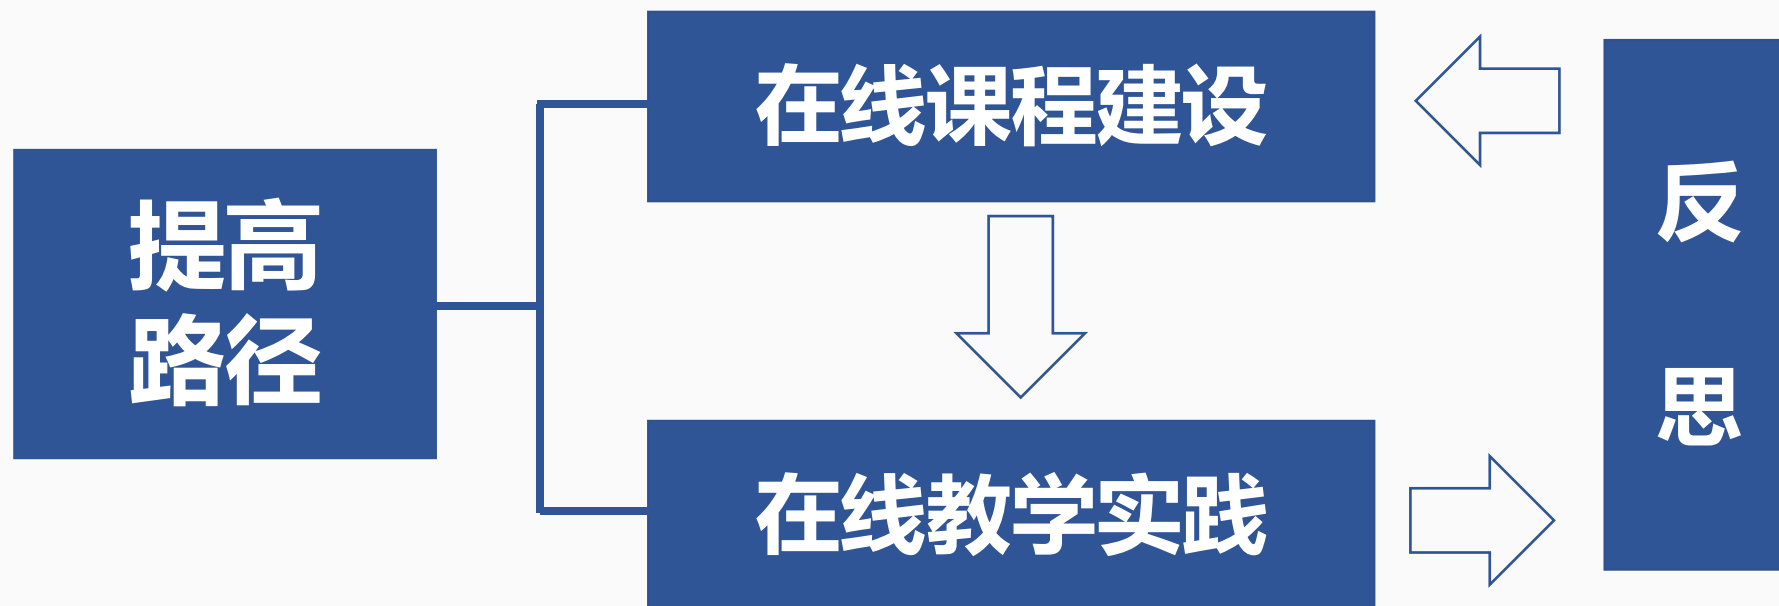 提高
路径
在线课程建设
在线教学实践
反
思